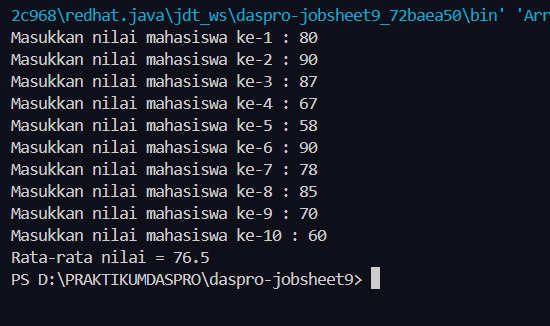 2c968\redhat.java\jdt_ws\daspro-jobsheet9_72baea50\bin' 'Arr
Masukkan nilai mahasiswa ke-1 : 80
Masukkan nilai mahasiswa ke-2 : 90
Masukkan nilai mahasiswa ke-3 : 87
Masukkan nilai mahasiswa ke-4 : 67
Masukkan nilai mahasiswa ke-5 : 58
Masukkan nilai mahasiswa ke-6 : 90
Masukkan nilai mahasiswa ke-7 : 78
Masukkan nilai mahasiswa ke-8 : 85
Masukkan nilai mahasiswa ke-9 : 70
Masukkan nilai mahasiswa ke-10 : 60
Rata-rata nilai = 76.5
PS D:\PRAKTIKUMDASPRO\daspro-jobsheet9>